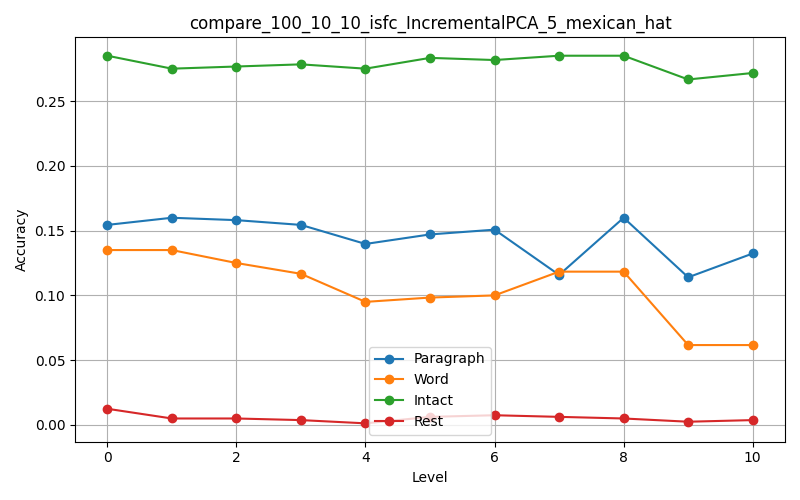 compare_100_10_10_isfc_IncrementalPCA_5_mexican_hat
Accuracy
0.25
0.20
0.15
0.10
0.05
0.00
Paragraph
Word
Intact
Rest
0 2 4 6 8 10
Level